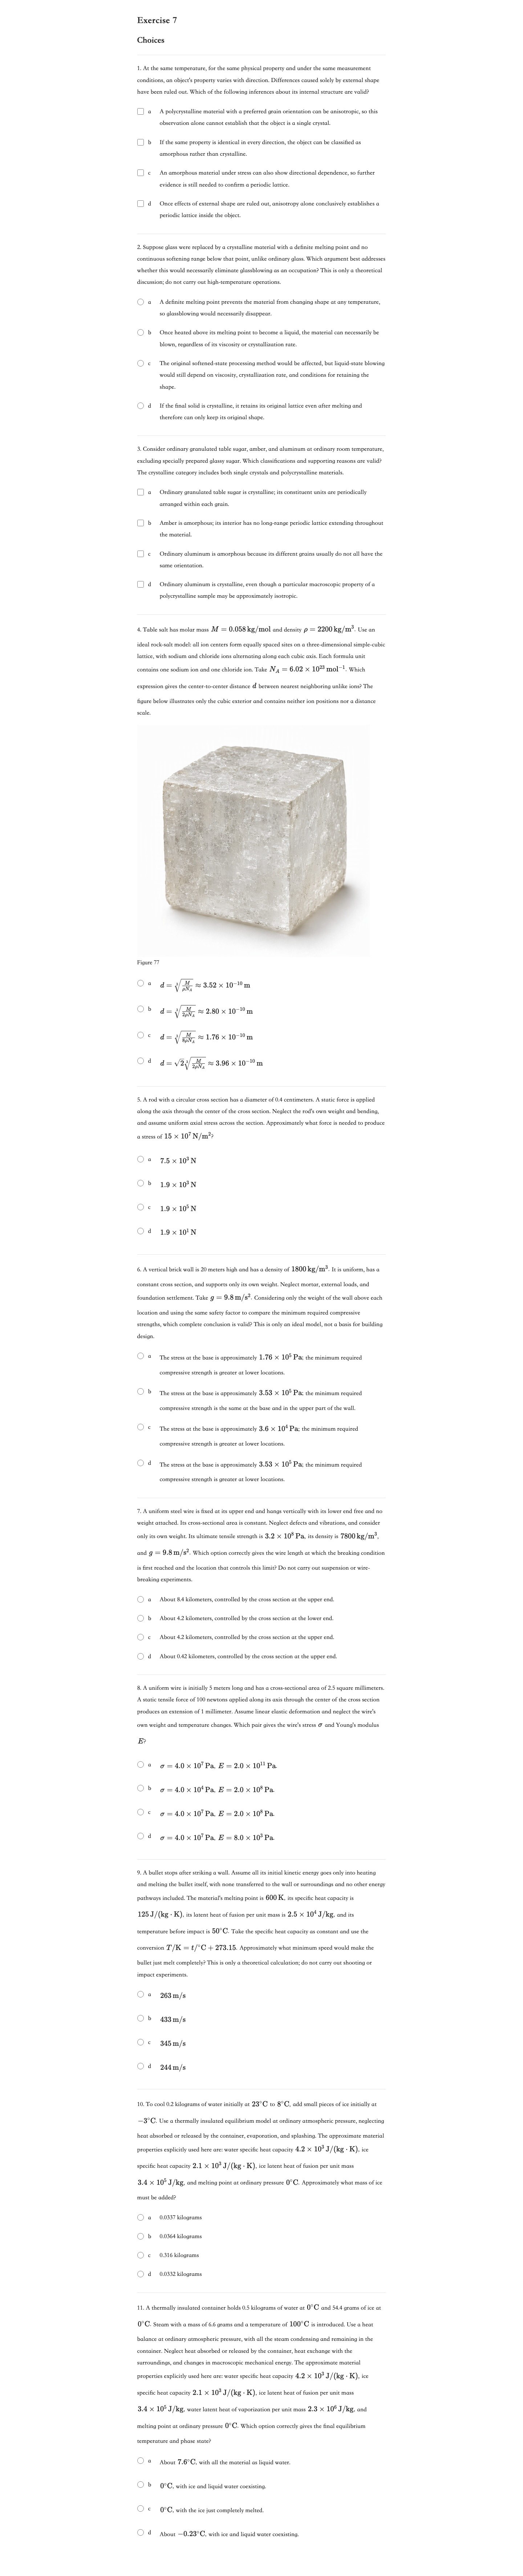 Exercise 7
Choices
1. At the same temperature, for the same physical property and under the same measurement
conditions, an object's property varies with direction. Differences caused solely by external shape
have been ruled out. Which of the following inferences about its internal structure are valid?
a A polycrystalline material with a preferred grain orientation can be anisotropic, so this
observation alone cannot establish that the object is a single crystal.
b If the same property is identical in every direction, the object can be classified as
amorphous rather than crystalline.
c An amorphous material under stress can also show directional dependence, so further
evidence is still needed to confirm a periodic lattice.
d Once effects of external shape are ruled out, anisotropy alone conclusively establishes a
periodic lattice inside the object.
2. Suppose glass were replaced by a crystalline material with a definite melting point and no
continuous softening range below that point, unlike ordinary glass. Which argument best addresses
whether this would necessarily eliminate glassblowing as an occupation? This is only a theoretical
discussion; do not carry out high-temperature operations.
a A definite melting point prevents the material from changing shape at any temperature,
so glassblowing would necessarily disappear.
b Once heated above its melting point to become a liquid, the material can necessarily be
blown, regardless of its viscosity or crystallization rate.
c The original softened-state processing method would be affected, but liquid-state blowing
would still depend on viscosity, crystallization rate, and conditions for retaining the
shape.
d If the final solid is crystalline, it retains its original lattice even after melting and
therefore can only keep its original shape.
3. Consider ordinary granulated table sugar, amber, and aluminum at ordinary room temperature,
excluding specially prepared glassy sugar. Which classifications and supporting reasons are valid?
The crystalline category includes both single crystals and polycrystalline materials.
a Ordinary granulated table sugar is crystalline; its constituent units are periodically
arranged within each grain.
b Amber is amorphous; its interior has no long-range periodic lattice extending throughout
the material.
c Ordinary aluminum is amorphous because its different grains usually do not all have the
same orientation.
d Ordinary aluminum is crystalline, even though a particular macroscopic property of a
polycrystalline sample may be approximately isotropic.
4. Table salt has molar mass M = 0.058 kg/mol and density ρ = 2200 kg/m³. Use an
ideal rock-salt model: all ion centers form equally spaced sites on a three-dimensional simple-cubic
lattice, with sodium and chloride ions alternating along each cubic axis. Each formula unit
contains one sodium ion and one chloride ion. Take N_A = 6.02 × 10²³ mol⁻¹. Which
expression gives the center-to-center distance d between nearest neighboring unlike ions? The
figure below illustrates only the cubic exterior and contains neither ion positions nor a distance
scale.
Figure 77
a d = ∛(M/(ρN_A)) ≈ 3.52 × 10⁻¹⁰ m
b d = ∛(M/(2ρN_A)) ≈ 2.80 × 10⁻¹⁰ m
c d = ∛(M/(8ρN_A)) ≈ 1.76 × 10⁻¹⁰ m
d d = √2 ∛(M/(2ρN_A)) ≈ 3.96 × 10⁻¹⁰ m
5. A rod with a circular cross section has a diameter of 0.4 centimeters. A static force is applied
along the axis through the center of the cross section. Neglect the rod's own weight and bending,
and assume uniform axial stress across the section. Approximately what force is needed to produce
a stress of 15 × 10⁷ N/m²?
a 7.5 × 10³ N
b 1.9 × 10³ N
c 1.9 × 10⁵ N
d 1.9 × 10¹ N
6. A vertical brick wall is 20 meters high and has a density of 1800 kg/m³. It is uniform, has a
constant cross section, and supports only its own weight. Neglect mortar, external loads, and
foundation settlement. Take g = 9.8 m/s². Considering only the weight of the wall above each
location and using the same safety factor to compare the minimum required compressive
strengths, which complete conclusion is valid? This is only an ideal model, not a basis for building
design.
a The stress at the base is approximately 1.76 × 10⁵ Pa; the minimum required
compressive strength is greater at lower locations.
b The stress at the base is approximately 3.53 × 10⁵ Pa; the minimum required
compressive strength is the same at the base and in the upper part of the wall.
c The stress at the base is approximately 3.6 × 10⁴ Pa; the minimum required
compressive strength is greater at lower locations.
d The stress at the base is approximately 3.53 × 10⁵ Pa; the minimum required
compressive strength is greater at lower locations.
7. A uniform steel wire is fixed at its upper end and hangs vertically with its lower end free and no
weight attached. Its cross-sectional area is constant. Neglect defects and vibrations, and consider
only its own weight. Its ultimate tensile strength is 3.2 × 10⁸ Pa, its density is 7800 kg/m³,
and g = 9.8 m/s². Which option correctly gives the wire length at which the breaking condition
is first reached and the location that controls this limit? Do not carry out suspension or wire-
breaking experiments.
a About 8.4 kilometers, controlled by the cross section at the upper end.
b About 4.2 kilometers, controlled by the cross section at the lower end.
c About 4.2 kilometers, controlled by the cross section at the upper end.
d About 0.42 kilometers, controlled by the cross section at the upper end.
8. A uniform wire is initially 5 meters long and has a cross-sectional area of 2.5 square millimeters.
A static tensile force of 100 newtons applied along its axis through the center of the cross section
produces an extension of 1 millimeter. Assume linear elastic deformation and neglect the wire's
own weight and temperature changes. Which pair gives the wire's stress σ and Young's modulus
E?
a σ = 4.0 × 10⁷ Pa, E = 2.0 × 10¹¹ Pa.
b σ = 4.0 × 10⁴ Pa, E = 2.0 × 10⁸ Pa.
c σ = 4.0 × 10⁷ Pa, E = 2.0 × 10⁸ Pa.
d σ = 4.0 × 10⁷ Pa, E = 8.0 × 10³ Pa.
9. A bullet stops after striking a wall. Assume all its initial kinetic energy goes only into heating
and melting the bullet itself, with none transferred to the wall or surroundings and no other energy
pathways included. The material's melting point is 600 K, its specific heat capacity is
125 J/(kg · K), its latent heat of fusion per unit mass is 2.5 × 10⁴ J/kg, and its
temperature before impact is 50°C. Take the specific heat capacity as constant and use the
conversion T/K = t/°C + 273.15. Approximately what minimum speed would make the
bullet just melt completely? This is only a theoretical calculation; do not carry out shooting or
impact experiments.
a 263 m/s
b 433 m/s
c 345 m/s
d 244 m/s
10. To cool 0.2 kilograms of water initially at 23°C to 8°C, add small pieces of ice initially at
−3°C. Use a thermally insulated equilibrium model at ordinary atmospheric pressure, neglecting
heat absorbed or released by the container, evaporation, and splashing. The approximate material
properties explicitly used here are: water specific heat capacity 4.2 × 10³ J/(kg · K), ice
specific heat capacity 2.1 × 10³ J/(kg · K), ice latent heat of fusion per unit mass
3.4 × 10⁵ J/kg, and melting point at ordinary pressure 0°C. Approximately what mass of ice
must be added?
a 0.0337 kilograms
b 0.0364 kilograms
c 0.316 kilograms
d 0.0332 kilograms
11. A thermally insulated container holds 0.5 kilograms of water at 0°C and 54.4 grams of ice at
0°C. Steam with a mass of 6.6 grams and a temperature of 100°C is introduced. Use a heat
balance at ordinary atmospheric pressure, with all the steam condensing and remaining in the
container. Neglect heat absorbed or released by the container, heat exchange with the
surroundings, and changes in macroscopic mechanical energy. The approximate material
properties explicitly used here are: water specific heat capacity 4.2 × 10³ J/(kg · K), ice
specific heat capacity 2.1 × 10³ J/(kg · K), ice latent heat of fusion per unit mass
3.4 × 10⁵ J/kg, water latent heat of vaporization per unit mass 2.3 × 10⁶ J/kg, and
melting point at ordinary pressure 0°C. Which option correctly gives the final equilibrium
temperature and phase state?
a About 7.6°C, with all the material as liquid water.
b 0°C, with ice and liquid water coexisting.
c 0°C, with the ice just completely melted.
d About −0.23°C, with ice and liquid water coexisting.